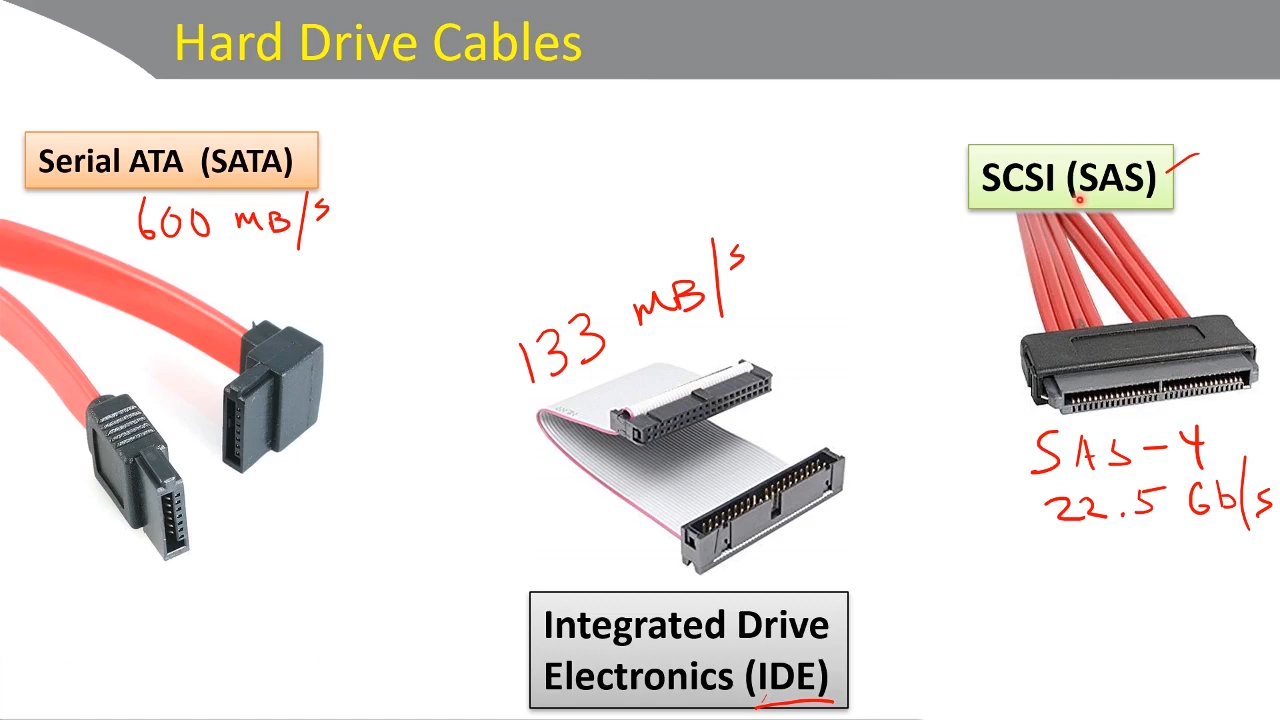 Hard Drive Cables
Serial ATA (SATA)
600 MB/s
133 MB/s
Integrated Drive
Electronics (IDE)
SCSI (SAS)
SAS-4
22.5 Gb/s